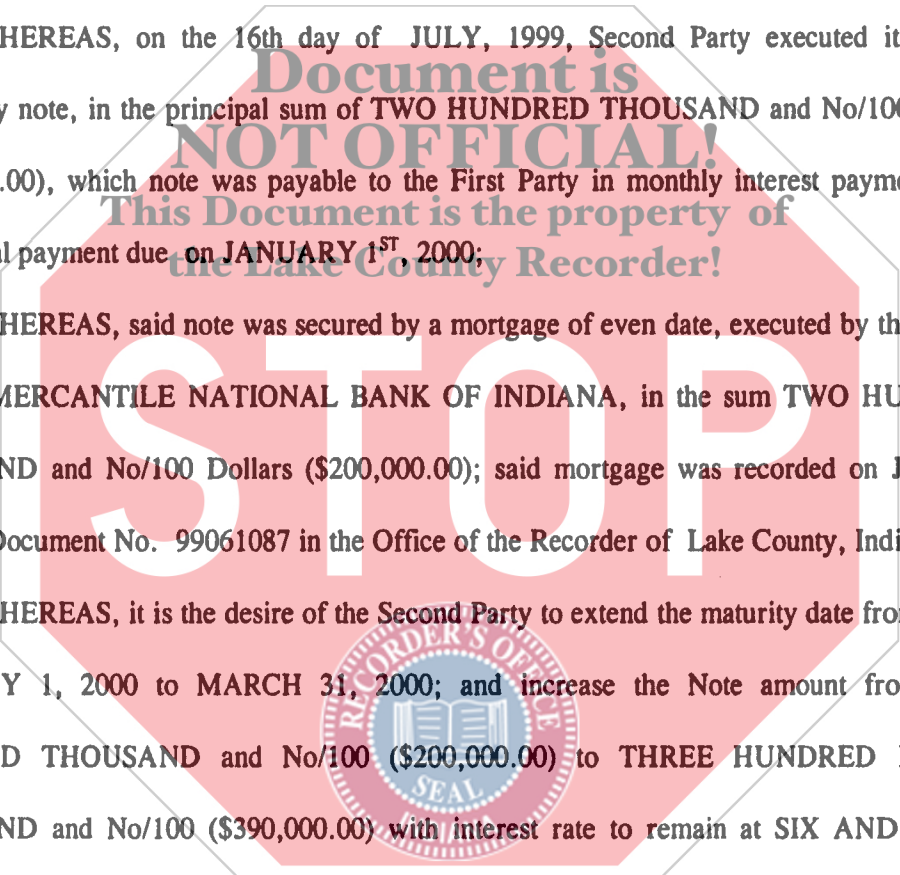 HEREAS, on the 16th day of JULY, 1999, Second Party executed it
Document is
y note, in the principal sum of TWO HUNDRED THOUSAND and No/100
NOT OFFICIAL!
.00), which note was payable to the First Party in monthly interest payme
This Document is the property of
l payment due on JANUARY 1ST, 2000;
the Lake County Recorder!
HEREAS, said note was secured by a mortgage of even date, executed by th
STOP
MERCANTILE NATIONAL BANK OF INDIANA, in the sum TWO HU
ND and No/100 Dollars ($200,000.00); said mortgage was recorded on J
Document No. 99061087 in the Office of the Recorder of Lake County, Indi
HEREAS, it is the desire of the Second Party to extend the maturity date fro
RECORDER'S OFFICE
Y 1, 2000 to MARCH 31, 2000; and increase the Note amount fro
D THOUSAND and No/100 ($200,000.00) to THREE HUNDRED
SEAL
INDIANA
ND and No/100 ($390,000.00) with interest rate to remain at SIX AND